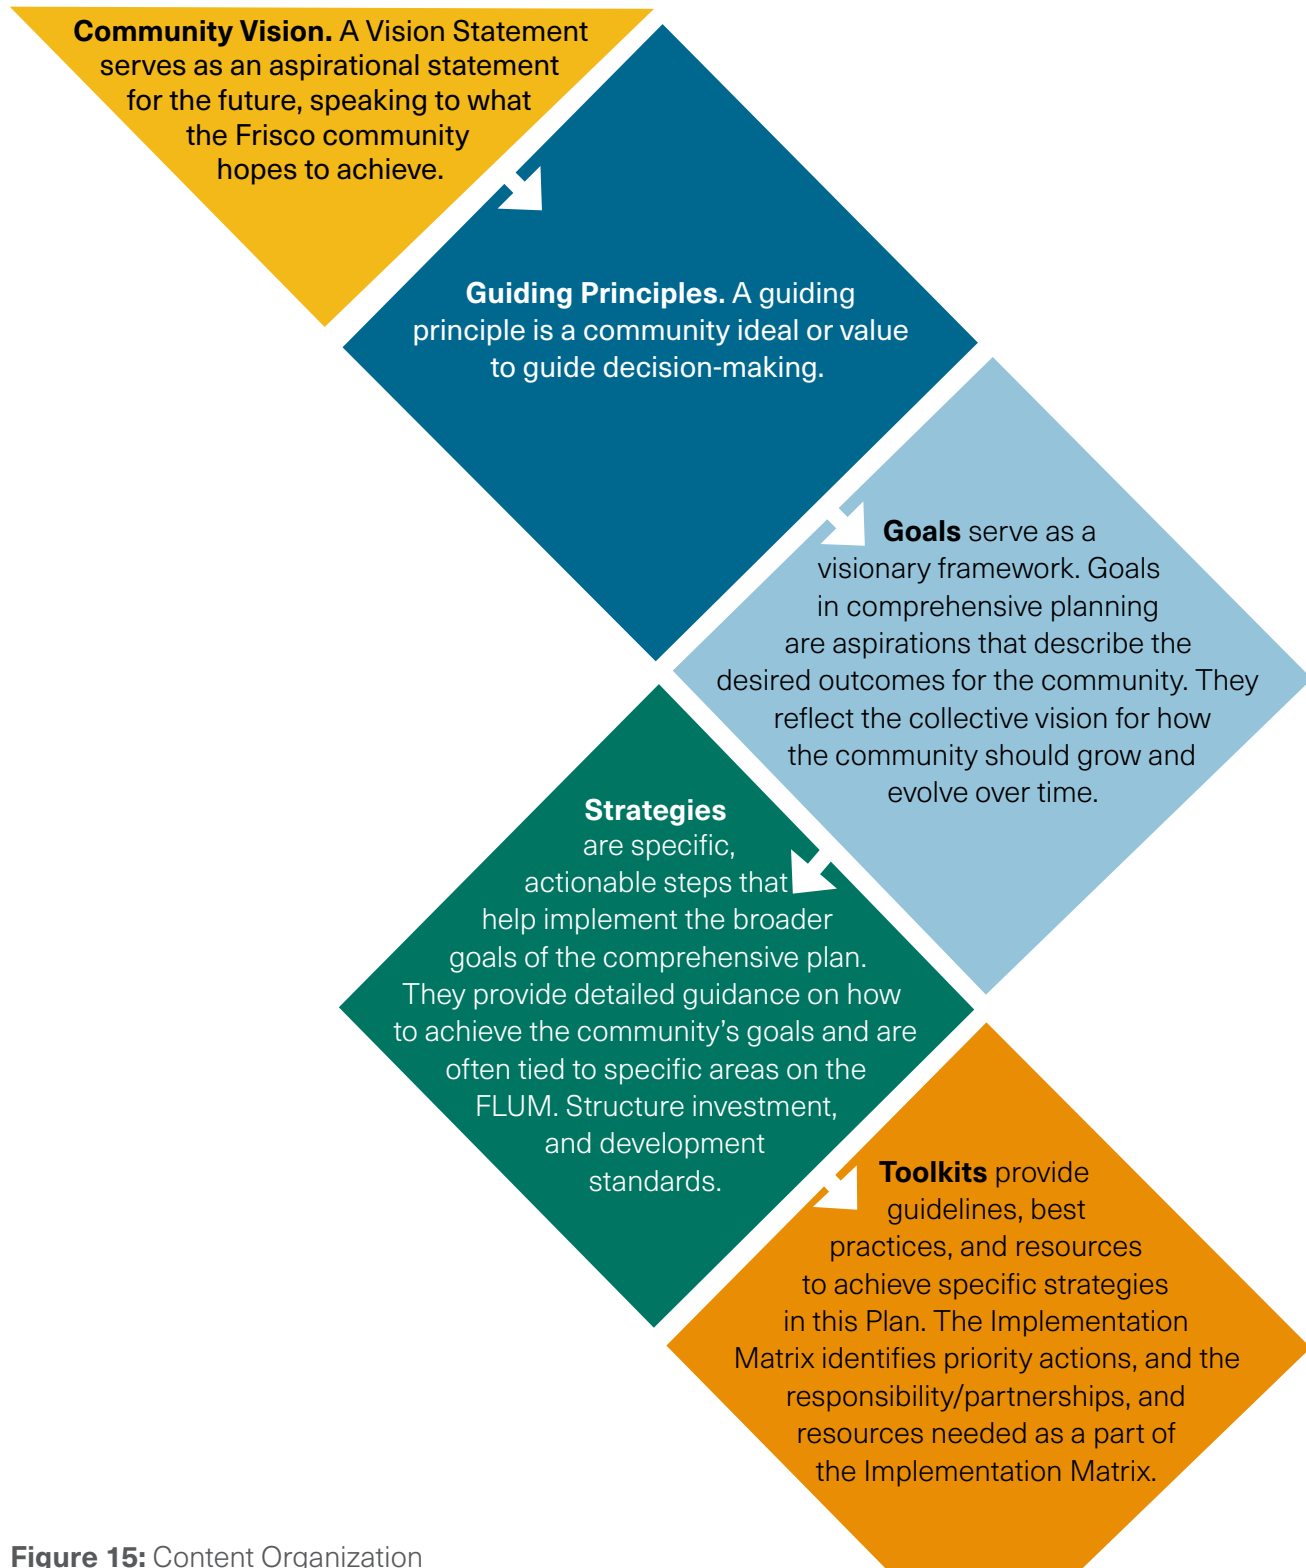 Community Vision. A Vision Statement
serves as an aspirational statement
for the future, speaking to what
the Frisco community
hopes to achieve.
Guiding Principles. A guiding
principle is a community ideal or value
to guide decision-making.
Goals serve as a
visionary framework. Goals
in comprehensive planning
are aspirations that describe the
desired outcomes for the community. They
reflect the collective vision for how
the community should grow and
evolve over time.
Strategies
are specific,
actionable steps that
help implement the broader
goals of the comprehensive plan.
They provide detailed guidance on how
to achieve the community’s goals and are
often tied to specific areas on the
FLUM. Structure investment,
and development
standards.
Toolkits provide
guidelines, best
practices, and resources
to achieve specific strategies
in this Plan. The Implementation
Matrix identifies priority actions, and the
responsibility/partnerships, and
resources needed as a part of
the Implementation Matrix.
Figure 15: Content Organization